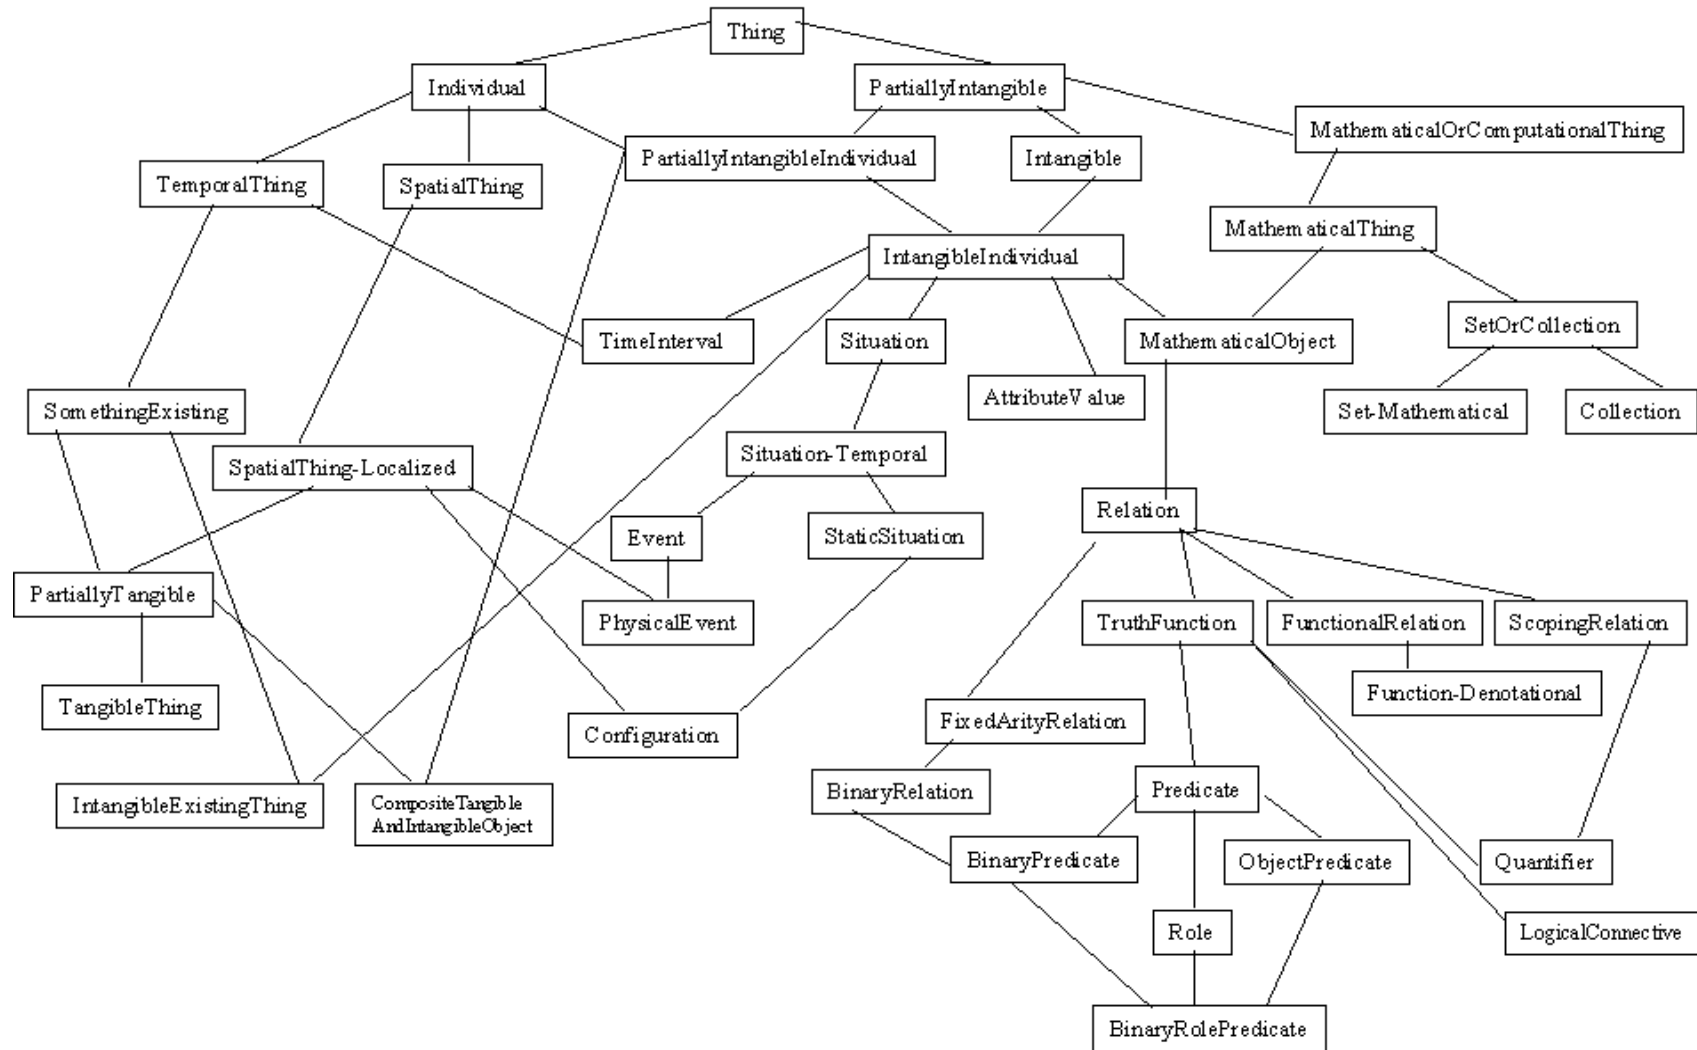 Thing
Individual
PartiallyIntangible
MathematicalOrComputationalThing
PartiallyIntangibleIndividual
Intangible
TemporalThing
SpatialThing
MathematicalThing
IntangibleIndividual
TimeInterval
Situation
MathematicalObject
SetOrCollection
AttributeValue
SomethingExisting
Set-Mathematical
Collection
SpatialThing-Localized
Situation-Temporal
Relation
Event
StaticSituation
PartiallyTangible
PhysicalEvent
TruthFunction
FunctionalRelation
ScopingRelation
TangibleThing
Function-Denotational
Configuration
FixedArityRelation
IntangibleExistingThing
CompositeTangible
AndIntangibleObject
BinaryRelation
Predicate
BinaryPredicate
ObjectPredicate
Quantifier
Role
LogicalConnective
BinaryRolePredicate